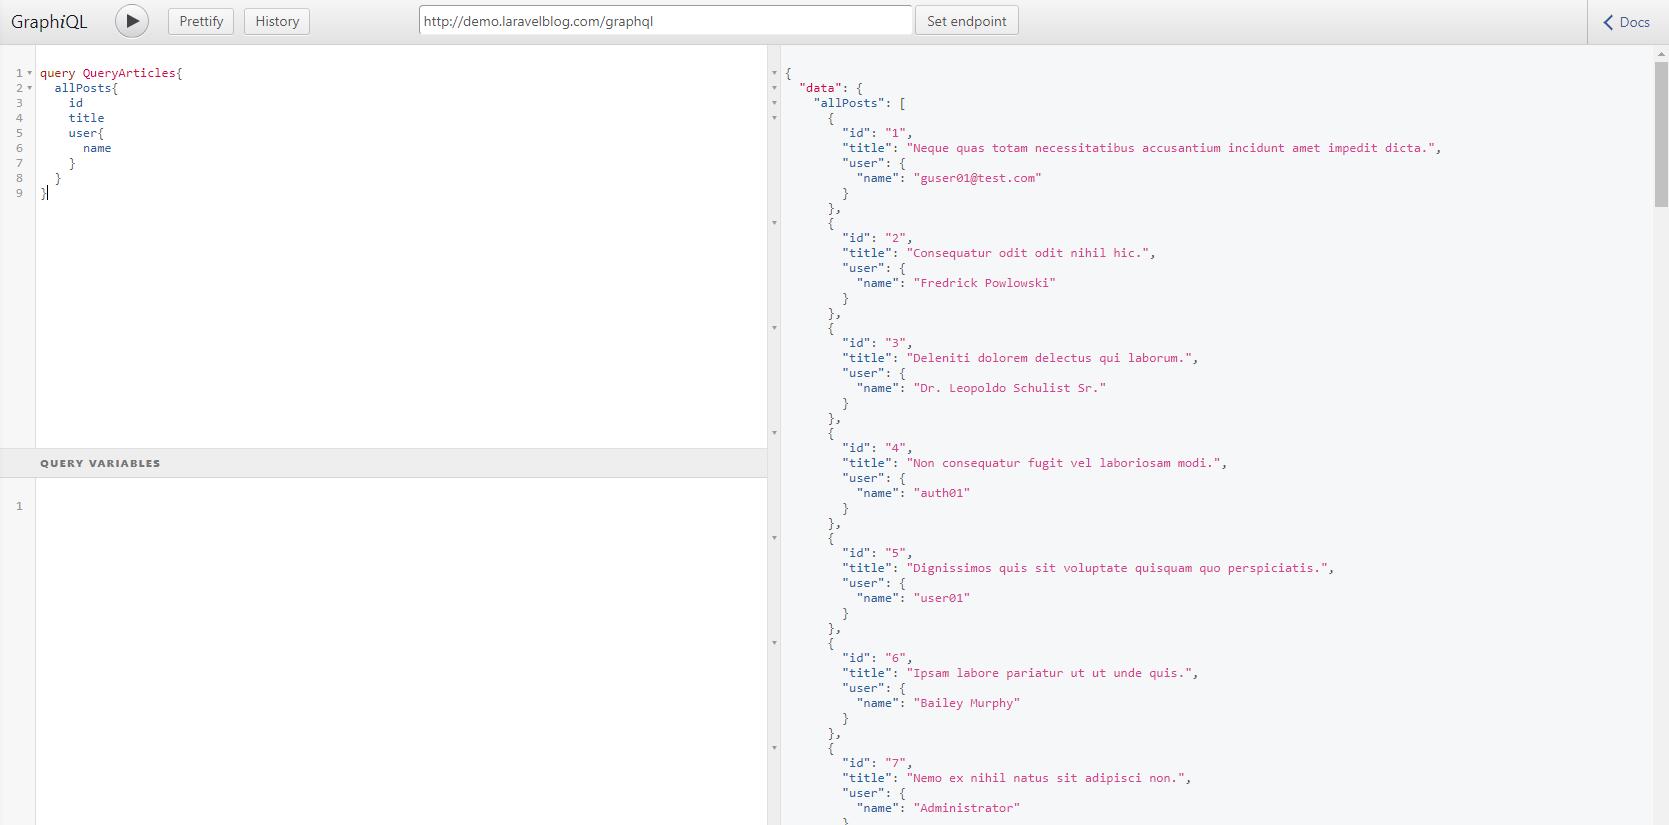 GraphiQL Prettify History http://demo.laravelblog.com/graphql Set endpoint Docs
1 query QueryArticles{
2 allPosts{
3 id
4 title
5 user{
6 name
7 }
8 }
9 }
QUERY VARIABLES
1
{
"data": {
"allPosts": [
{
"id": "1",
"title": "Neque quas totam necessitatibus accusantium incidunt amet impedit dicta.",
"user": {
"name": "guser01@test.com"
}
},
{
"id": "2",
"title": "Consequatur odit odit nihil hic.",
"user": {
"name": "Fredrick Powlowski"
}
},
{
"id": "3",
"title": "Deleniti dolorem delectus qui laborum.",
"user": {
"name": "Dr. Leopoldo Schulist Sr."
}
},
{
"id": "4",
"title": "Non consequatur fugit vel laboriosam modi.",
"user": {
"name": "auth01"
}
},
{
"id": "5",
"title": "Dignissimos quis sit voluptate quisquam quo perspiciatis.",
"user": {
"name": "user01"
}
},
{
"id": "6",
"title": "Ipsam labore pariatur ut ut unde quis.",
"user": {
"name": "Bailey Murphy"
}
},
{
"id": "7",
"title": "Nemo ex nihil natus sit adipisci non.",
"user": {
"name": "Administrator"
}